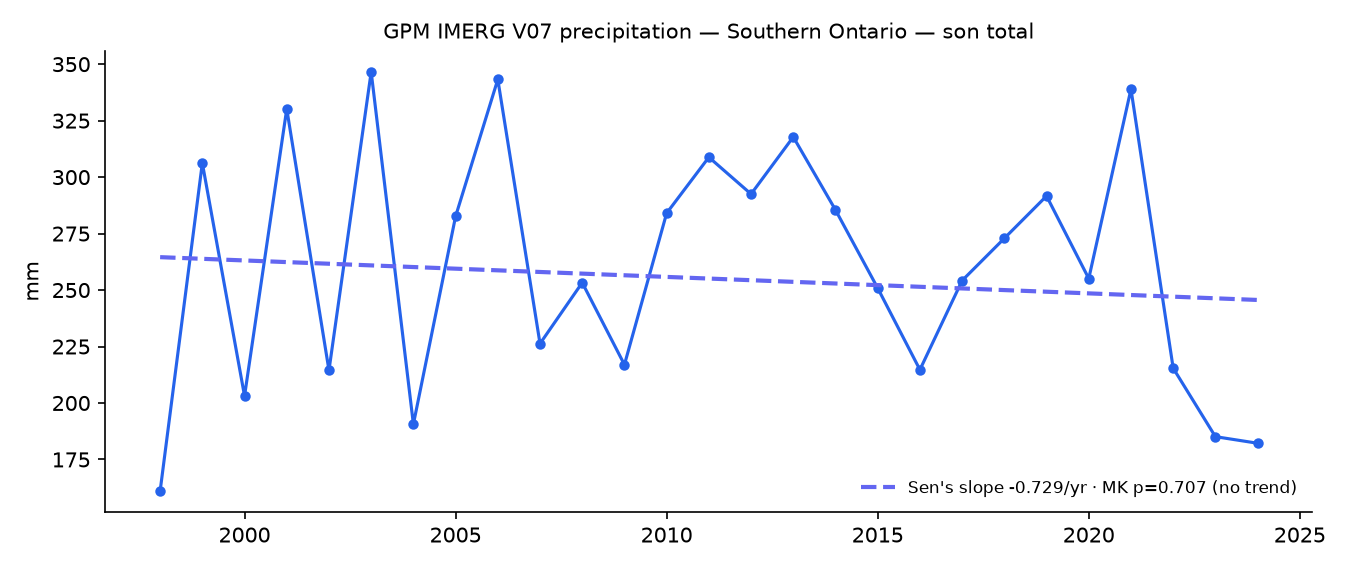 GPM IMERG V07 precipitation — Southern Ontario — son total
mm
350
325
300
275
250
225
200
175
Sen's slope -0.729/yr · MK p=0.707 (no trend)
2000 2005 2010 2015 2020 2025